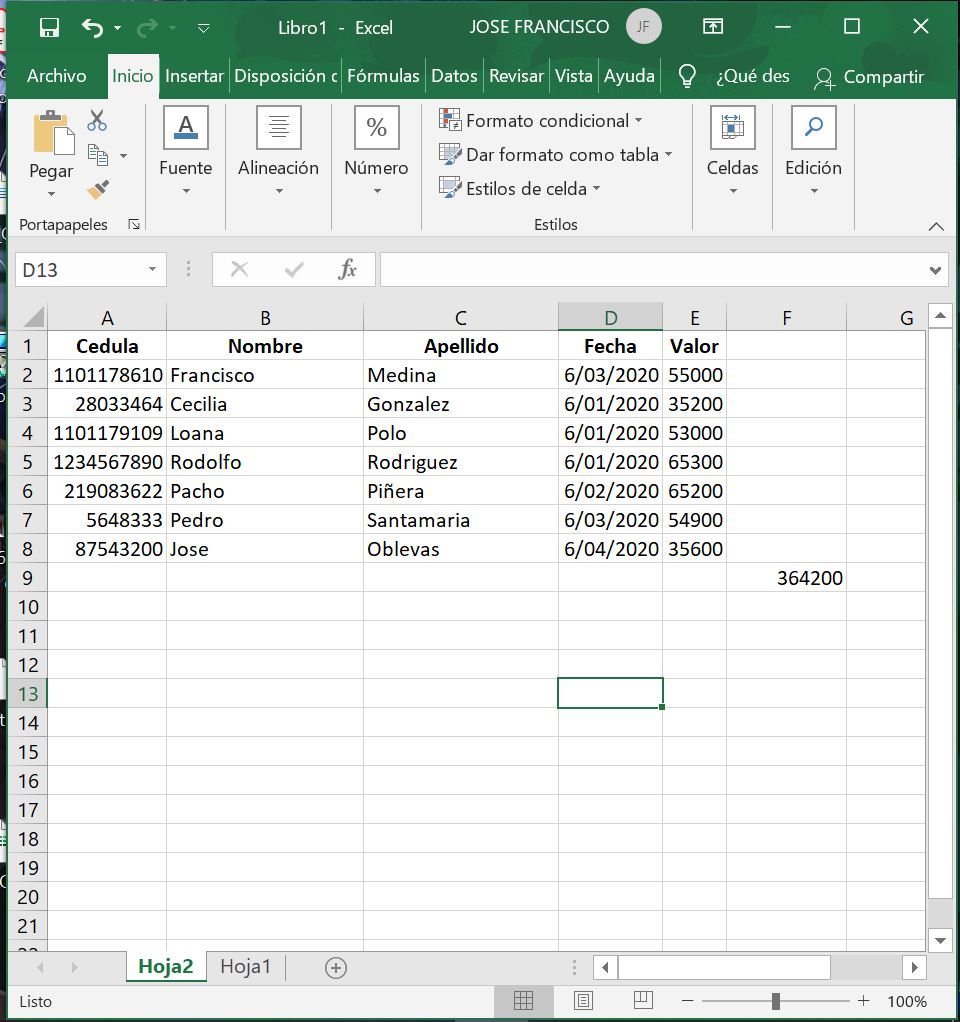 Libro1 - Excel JOSE FRANCISCO JF
Archivo Inicio Insertar Disposición c Fórmulas Datos Revisar Vista Ayuda ¿Qué des Compartir
Pegar
Portapapeles
Fuente
Alineación
%
Número
Formato condicional
Dar formato como tabla
Estilos de celda
Estilos
Celdas
Edición
D13 fx
A B C D E F G
1 Cedula Nombre Apellido Fecha Valor
2 1101178610 Francisco Medina 6/03/2020 55000
3 28033464 Cecilia Gonzalez 6/01/2020 35200
4 1101179109 Loana Polo 6/01/2020 53000
5 1234567890 Rodolfo Rodriguez 6/01/2020 65300
6 219083622 Pacho Piñera 6/02/2020 65200
7 5648333 Pedro Santamaria 6/03/2020 54900
8 87543200 Jose Oblevas 6/04/2020 35600
9 364200
10
11
12
13
14
15
16
17
18
19
20
21
Hoja2 Hoja1
Listo 100%